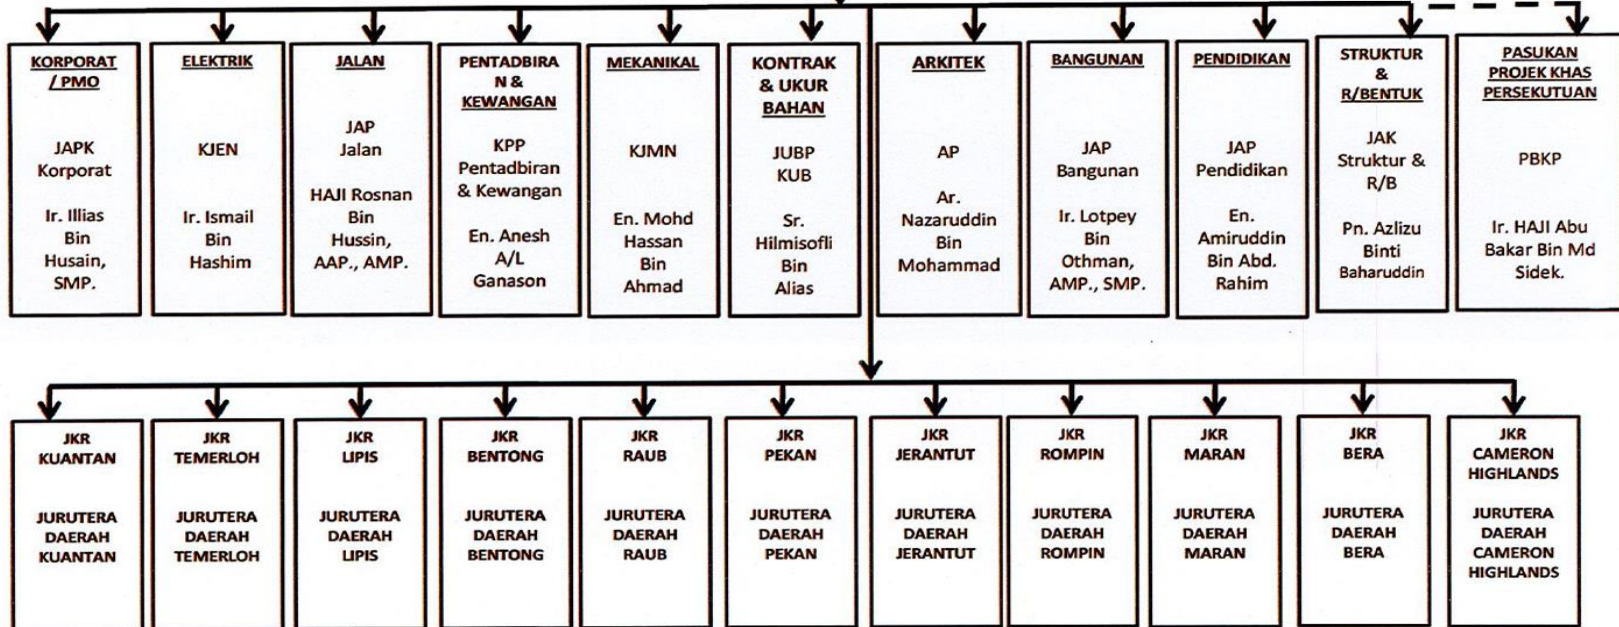 KORPORAT
/ PMO
JAPK
Korporat
Ir. Illias
Bin
Husain,
SMP.
ELEKTRIK
KJEN
Ir. Ismail
Bin
Hashim
JALAN
JAP
Jalan
HAJI Rosnan
Bin
Hussin,
AAP., AMP.
PENTADBIRA
N &
KEWANGAN
KPP
Pentadbiran
& Kewangan
En. Anesh
A/L
Ganason
MEKANIKAL
KJMN
En. Mohd
Hassan
Bin
Ahmad
KONTRAK
& UKUR
BAHAN
JUBP
KUB
Sr.
Hilmisofli
Bin
Alias
ARKITEK
AP
Ar.
Nazaruddin
Bin
Mohammad
BANGUNAN
JAP
Bangunan
Ir. Lotpey
Bin
Othman,
AMP., SMP.
PENDIDIKAN
JAP
Pendidikan
En.
Amiruddin
Bin Abd.
Rahim
STRUKTUR
&
R/BENTUK
JAK
Struktur &
R/B
Pn. Azlizu
Binti
Baharuddin
PASUKAN
PROJEK KHAS
PERSEKUTUAN
PBKP
Ir. HAJI Abu
Bakar Bin Md
Sidek.
JKR
KUANTAN
JURUTERA
DAERAH
KUANTAN
JKR
TEMERLOH
JURUTERA
DAERAH
TEMERLOH
JKR
LIPIS
JURUTERA
DAERAH
LIPIS
JKR
BENTONG
JURUTERA
DAERAH
BENTONG
JKR
RAUB
JURUTERA
DAERAH
RAUB
JKR
PEKAN
JURUTERA
DAERAH
PEKAN
JKR
JERANTUT
JURUTERA
DAERAH
JERANTUT
JKR
ROMPIN
JURUTERA
DAERAH
ROMPIN
JKR
MARAN
JURUTERA
DAERAH
MARAN
JKR
BERA
JURUTERA
DAERAH
BERA
JKR
CAMERON
HIGHLANDS
JURUTERA
DAERAH
CAMERON
HIGHLANDS